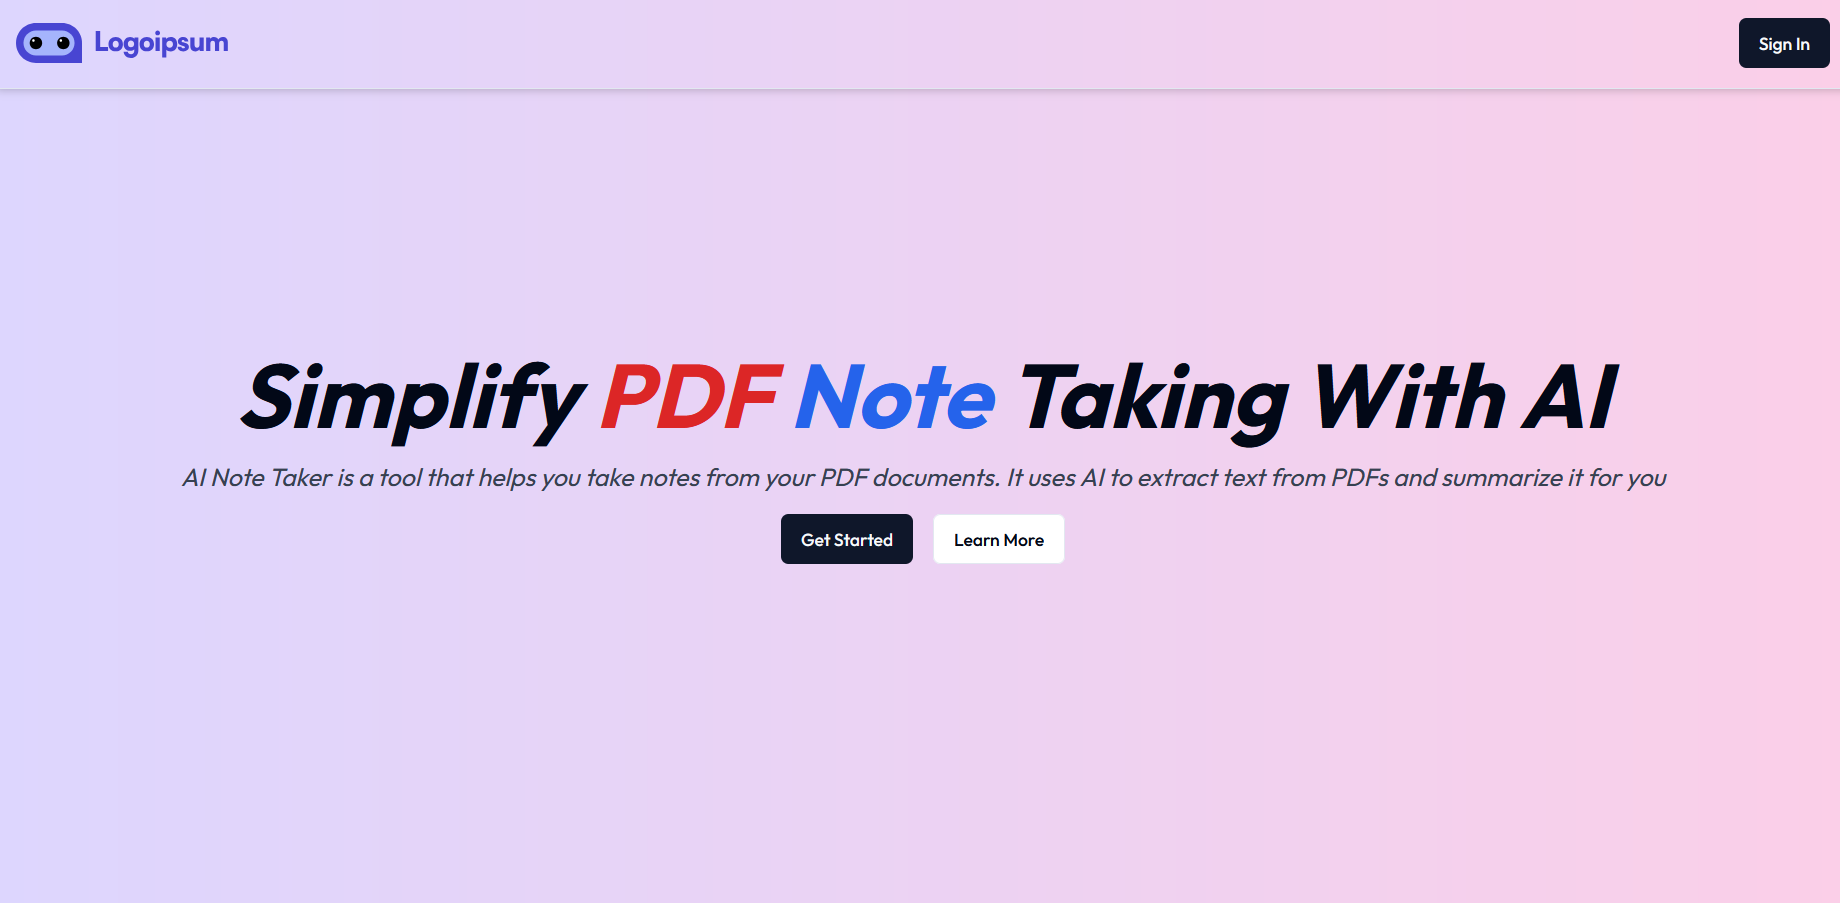 Logoipsum
Sign In
Simplify PDF Note Taking With AI
AI Note Taker is a tool that helps you take notes from your PDF documents. It uses AI to extract text from PDFs and summarize it for you
Get Started
Learn More